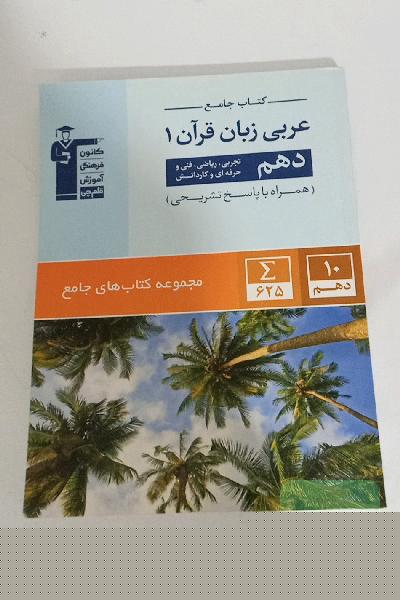 کتاب جامع
عربی زبان قرآن ۱
دهم
تجربی، ریاضی، فنی و
حرفه ای و کاردانش
(همراه با پاسخ تشریحی)
کانون
فرهنگی
آموزش
قلم‌چی
۱۰
دهم
Σ
۶۲۵
مجموعه کتاب‌های جامع